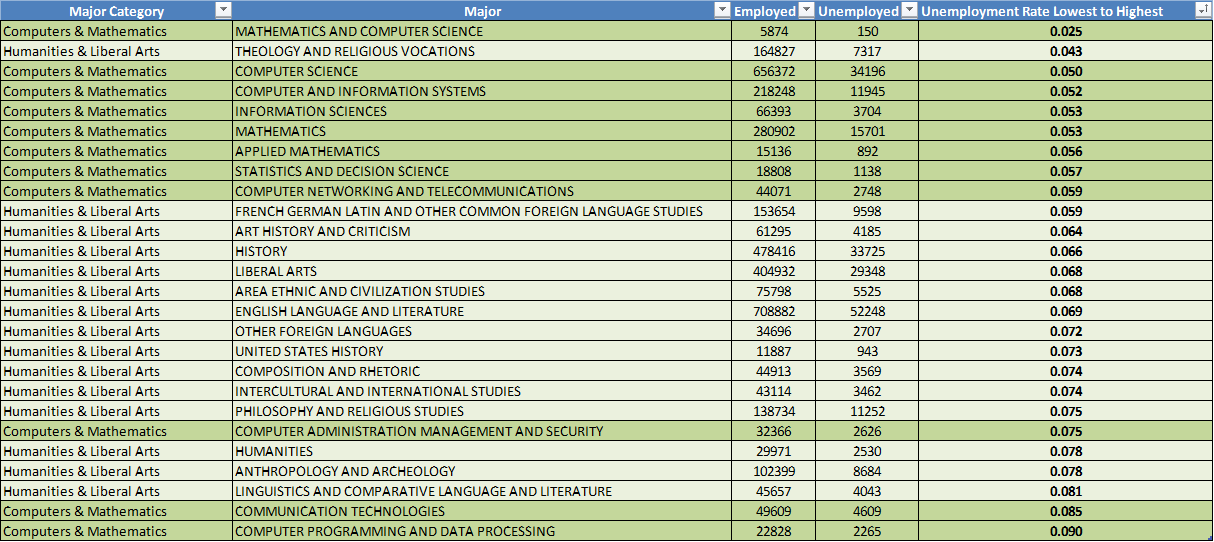 Major Category Major Employed Unemployed Unemployment Rate Lowest to Highest
Computers & Mathematics MATHEMATICS AND COMPUTER SCIENCE 5874 150 0.025
Humanities & Liberal Arts THEOLOGY AND RELIGIOUS VOCATIONS 164827 7317 0.043
Computers & Mathematics COMPUTER SCIENCE 656372 34196 0.050
Computers & Mathematics COMPUTER AND INFORMATION SYSTEMS 218248 11945 0.052
Computers & Mathematics INFORMATION SCIENCES 66393 3704 0.053
Computers & Mathematics MATHEMATICS 280902 15701 0.053
Computers & Mathematics APPLIED MATHEMATICS 15136 892 0.056
Computers & Mathematics STATISTICS AND DECISION SCIENCE 18808 1138 0.057
Computers & Mathematics COMPUTER NETWORKING AND TELECOMMUNICATIONS 44071 2748 0.059
Humanities & Liberal Arts FRENCH GERMAN LATIN AND OTHER COMMON FOREIGN LANGUAGE STUDIES 153654 9598 0.059
Humanities & Liberal Arts ART HISTORY AND CRITICISM 61295 4185 0.064
Humanities & Liberal Arts HISTORY 478416 33725 0.066
Humanities & Liberal Arts LIBERAL ARTS 404932 29348 0.068
Humanities & Liberal Arts AREA ETHNIC AND CIVILIZATION STUDIES 75798 5525 0.068
Humanities & Liberal Arts ENGLISH LANGUAGE AND LITERATURE 708882 52248 0.069
Humanities & Liberal Arts OTHER FOREIGN LANGUAGES 34696 2707 0.072
Humanities & Liberal Arts UNITED STATES HISTORY 11887 943 0.073
Humanities & Liberal Arts COMPOSITION AND RHETORIC 44913 3569 0.074
Humanities & Liberal Arts INTERCULTURAL AND INTERNATIONAL STUDIES 43114 3462 0.074
Humanities & Liberal Arts PHILOSOPHY AND RELIGIOUS STUDIES 138734 11252 0.075
Computers & Mathematics COMPUTER ADMINISTRATION MANAGEMENT AND SECURITY 32366 2626 0.075
Humanities & Liberal Arts HUMANITIES 29971 2530 0.078
Humanities & Liberal Arts ANTHROPOLOGY AND ARCHEOLOGY 102399 8684 0.078
Humanities & Liberal Arts LINGUISTICS AND COMPARATIVE LANGUAGE AND LITERATURE 45657 4043 0.081
Computers & Mathematics COMMUNICATION TECHNOLOGIES 49609 4609 0.085
Computers & Mathematics COMPUTER PROGRAMMING AND DATA PROCESSING 22828 2265 0.090